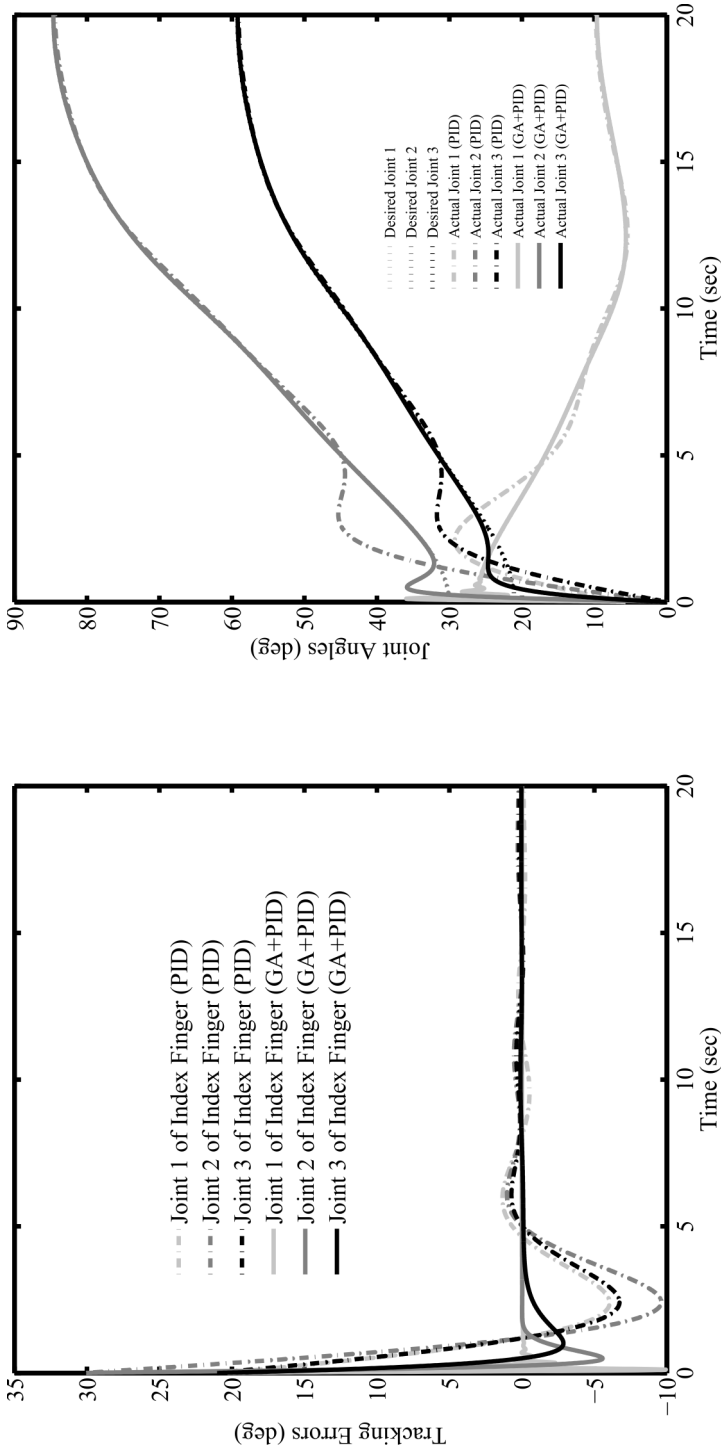 35
30
25
20
15
10
5
0
−5
−10
Tracking Errors (deg)
0
5
10
15
20
Time (sec)
Joint 1 of Index Finger (PID)
Joint 2 of Index Finger (PID)
Joint 3 of Index Finger (PID)
Joint 1 of Index Finger (GA+PID)
Joint 2 of Index Finger (GA+PID)
Joint 3 of Index Finger (GA+PID)
90
80
70
60
50
40
30
20
10
0
Joint Angles (deg)
0
5
10
15
20
Time (sec)
Desired Joint 1
Desired Joint 2
Desired Joint 3
Actual Joint 1 (PID)
Actual Joint 2 (PID)
Actual Joint 3 (PID)
Actual Joint 1 (GA+PID)
Actual Joint 2 (GA+PID)
Actual Joint 3 (GA+PID)